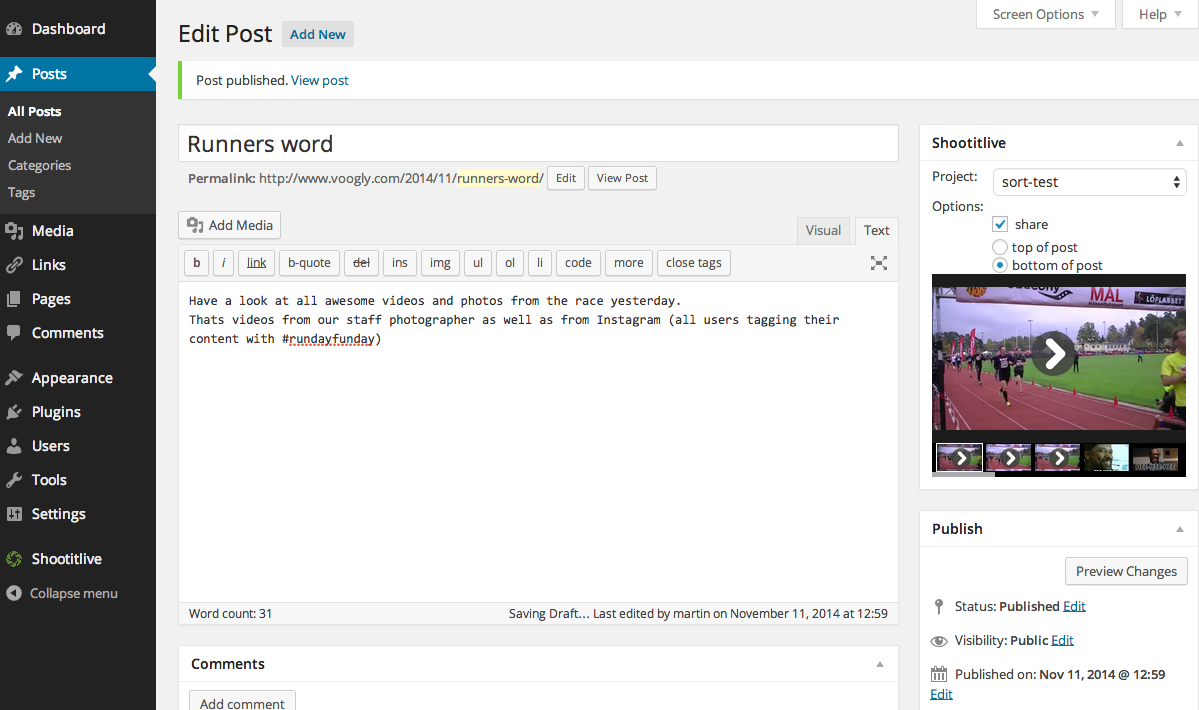 Dashboard
Posts
All Posts
Add New
Categories
Tags
Media
Links
Pages
Comments
Appearance
Plugins
Users
Tools
Settings
Shootitlive
Collapse menu
Screen Options
Help
Edit Post Add New
Post published. View post
Runners word
Permalink: http://www.voogly.com/2014/11/runners-word/ Edit View Post
Add Media
Visual Text
b i link b-quote del ins img ul ol li code more close tags
Have a look at all awesome videos and photos from the race yesterday.
Thats videos from our staff photographer as well as from Instagram (all users tagging their
content with #rundayfunday)
Word count: 31 Saving Draft… Last edited by martin on November 11, 2014 at 12:59
Comments
Add comment
Shootitlive
Project: sort-test
Options:
share
top of post
bottom of post
MÅL
LÖPLABBET
Publish
Preview Changes
Status: Published Edit
Visibility: Public Edit
Published on: Nov 11, 2014 @ 12:59
Edit